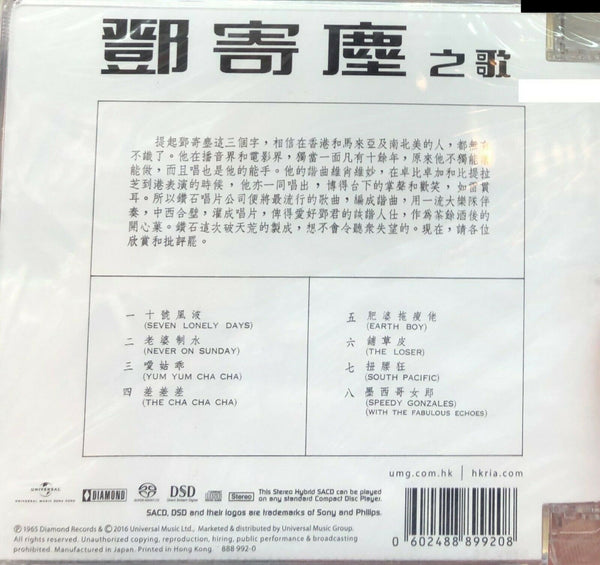 鄧寄塵之歌
提起鄧寄塵這三個字，相信在香港和馬來亞及南北美的人，都無
不識了。他在播音界和電影界，獨當一面凡有十餘年，原來他不獨能
能做，而且唱也是他的能手。他的諧曲維肖維妙，在卓比卓加和比提拉
芝到港表演的時候，他亦一同唱出，博得台下的掌聲和歡笑，如雷貫
耳。所以鑽石唱片公司便將最流行的歌曲，編成諧曲，用一流大樂隊伴
奏，中西合壁，灌成唱片，俾得愛好鄧君的詼諧人仕，作為茶餘酒後的
開心菓。鑽石這次破天荒的製成，想不會令聽衆失望的。現在，請各位
欣賞和批評罷。
一 十號風波
(SEVEN LONELY DAYS)
二 老婆制水
(NEVER ON SUNDAY)
三 愛姑乖
(YUM YUM CHA CHA)
四 差差差
(THE CHA CHA CHA)
五 肥婆拖瘦佬
(EARTH BOY)
六 鋪草皮
(THE LOSER)
七 扭腰狂
(SOUTH PACIFIC)
八 墨西哥女郎
(SPEEDY GONZALES)
(WITH THE FABULOUS ECHOES)
umg.com.hk | hkria.com
UNIVERSAL
DIAMOND
SACD
DSD
Stereo
This Stereo Hybrid SACD can be played
on any standard Compact Disc Player.
SACD, DSD and their logos are trademarks of Sony and Philips.
Ⓟ 1965 Diamond Records & Ⓒ 2016 Universal Music Ltd., Marketed & distributed by Universal Music Group.
All rights reserved. Unauthorized copying, reproduction, hiring, public performance & broadcasting
prohibited. Manufactured in Japan. Printed in Hong Kong 888 992-0
0 602488 899208